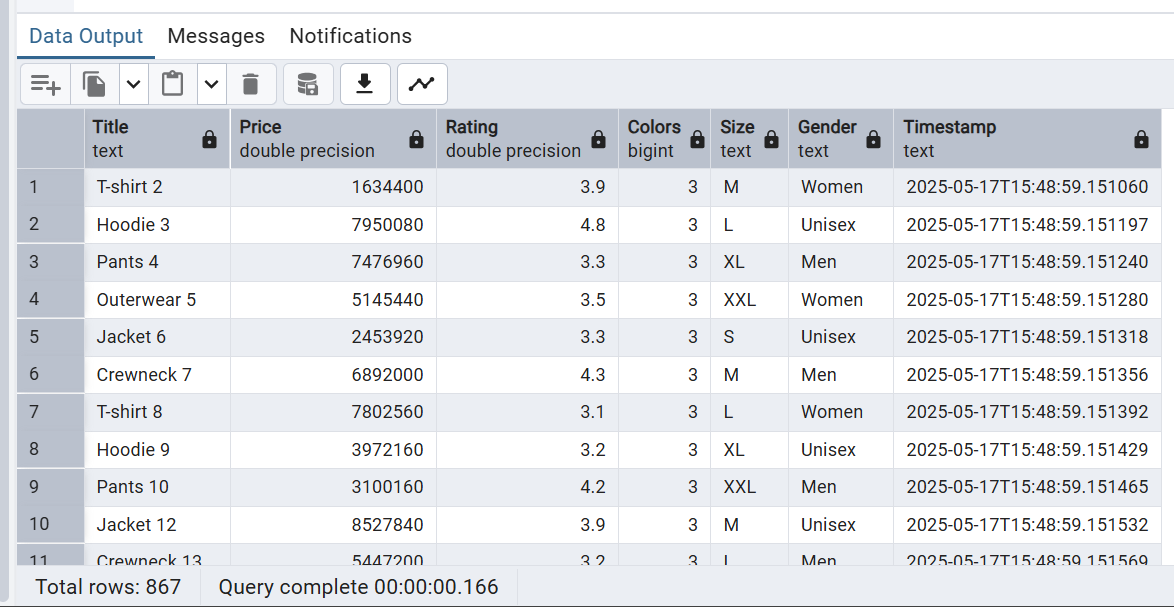 Data Output Messages Notifications
Title Price Rating Colors Size Gender Timestamp
text double precision double precision bigint text text text
1 T-shirt 2 1634400 3.9 3 M Women 2025-05-17T15:48:59.151060
2 Hoodie 3 7950080 4.8 3 L Unisex 2025-05-17T15:48:59.151197
3 Pants 4 7476960 3.3 3 XL Men 2025-05-17T15:48:59.151240
4 Outerwear 5 5145440 3.5 3 XXL Women 2025-05-17T15:48:59.151280
5 Jacket 6 2453920 3.3 3 S Unisex 2025-05-17T15:48:59.151318
6 Crewneck 7 6892000 4.3 3 M Men 2025-05-17T15:48:59.151356
7 T-shirt 8 7802560 3.1 3 L Women 2025-05-17T15:48:59.151392
8 Hoodie 9 3972160 3.2 3 XL Unisex 2025-05-17T15:48:59.151429
9 Pants 10 3100160 4.2 3 XXL Men 2025-05-17T15:48:59.151465
10 Jacket 12 8527840 3.9 3 M Unisex 2025-05-17T15:48:59.151532
11 Crewneck 13 5447200 3.2 3 L Men 2025-05-17T15:48:59.151569
Total rows: 867 Query complete 00:00:00.166